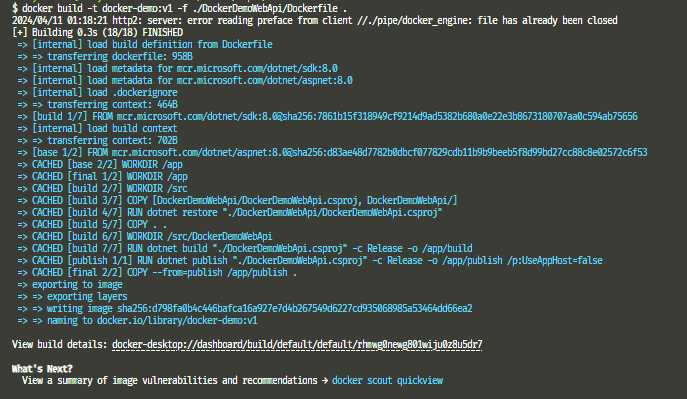 $ docker build -t docker-demo:v1 -f ./DockerDemoWebApi/Dockerfile .
2024/04/11 01:18:21 http2: server: error reading preface from client //./pipe/docker_engine: file has already been closed
[+] Building 0.3s (18/18) FINISHED
=> [internal] load build definition from Dockerfile
=> => transferring dockerfile: 958B
=> [internal] load metadata for mcr.microsoft.com/dotnet/sdk:8.0
=> [internal] load metadata for mcr.microsoft.com/dotnet/aspnet:8.0
=> [internal] load .dockerignore
=> => transferring context: 464B
=> [build 1/7] FROM mcr.microsoft.com/dotnet/sdk:8.0@sha256:7861b15f318949cf9214d9ad5382b680a0e22e3b8673180707aa0c594ab75656
=> [internal] load build context
=> => transferring context: 702B
=> [base 1/2] FROM mcr.microsoft.com/dotnet/aspnet:8.0@sha256:d83ae48d7782b0dbcf077829cdb11b9b9beeb5f8d99bd27cc88c8e02572c6f53
=> CACHED [base 2/2] WORKDIR /app
=> CACHED [final 1/2] WORKDIR /app
=> CACHED [build 2/7] WORKDIR /src
=> CACHED [build 3/7] COPY [DockerDemoWebApi/DockerDemoWebApi.csproj, DockerDemoWebApi/]
=> CACHED [build 4/7] RUN dotnet restore "./DockerDemoWebApi/DockerDemoWebApi.csproj"
=> CACHED [build 5/7] COPY . .
=> CACHED [build 6/7] WORKDIR /src/DockerDemoWebApi
=> CACHED [build 7/7] RUN dotnet build "./DockerDemoWebApi.csproj" -c Release -o /app/build
=> CACHED [publish 1/1] RUN dotnet publish "./DockerDemoWebApi.csproj" -c Release -o /app/publish /p:UseAppHost=false
=> CACHED [final 2/2] COPY --from=publish /app/publish .
=> exporting to image
=> => exporting layers
=> => writing image sha256:d798fa0b4c446bafca16a927e7d4b267549d6227cd935068985a53464dd66ea2
=> => naming to docker.io/library/docker-demo:v1
View build details: docker-desktop://dashboard/build/default/default/rhmwg0newg801wiju0z8u5dr7
What's Next?
View a summary of image vulnerabilities and recommendations → docker scout quickview